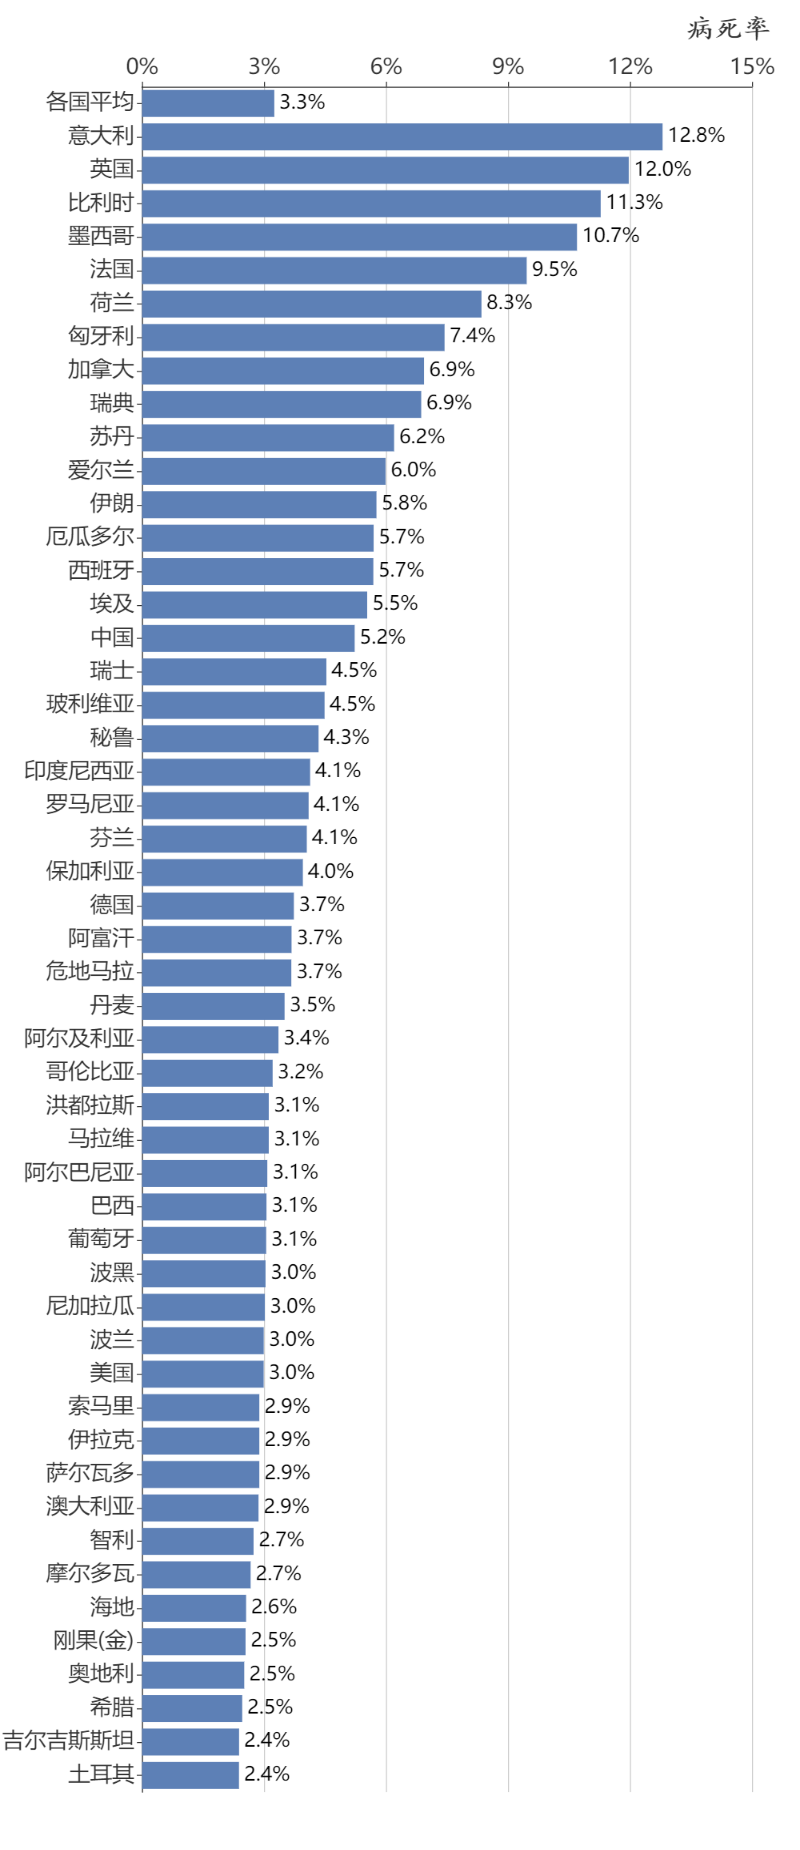 病死率
0% 3% 6% 9% 12% 15%
各国平均 3.3%
意大利 12.8%
英国 12.0%
比利时 11.3%
墨西哥 10.7%
法国 9.5%
荷兰 8.3%
匈牙利 7.4%
加拿大 6.9%
瑞典 6.9%
苏丹 6.2%
爱尔兰 6.0%
伊朗 5.8%
厄瓜多尔 5.7%
西班牙 5.7%
埃及 5.5%
中国 5.2%
瑞士 4.5%
玻利维亚 4.5%
秘鲁 4.3%
印度尼西亚 4.1%
罗马尼亚 4.1%
芬兰 4.1%
保加利亚 4.0%
德国 3.7%
阿富汗 3.7%
危地马拉 3.7%
丹麦 3.5%
阿尔及利亚 3.4%
哥伦比亚 3.2%
洪都拉斯 3.1%
马拉维 3.1%
阿尔巴尼亚 3.1%
巴西 3.1%
葡萄牙 3.1%
波黑 3.0%
尼加拉瓜 3.0%
波兰 3.0%
美国 3.0%
索马里 2.9%
伊拉克 2.9%
萨尔瓦多 2.9%
澳大利亚 2.9%
智利 2.7%
摩尔多瓦 2.7%
海地 2.6%
刚果(金) 2.5%
奥地利 2.5%
希腊 2.5%
吉尔吉斯斯坦 2.4%
土耳其 2.4%